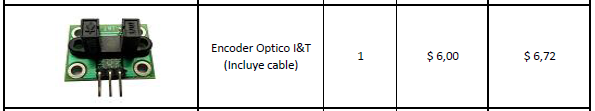 Encoder Optico I&T
(Incluye cable)
1
$ 6,00
$ 6,72